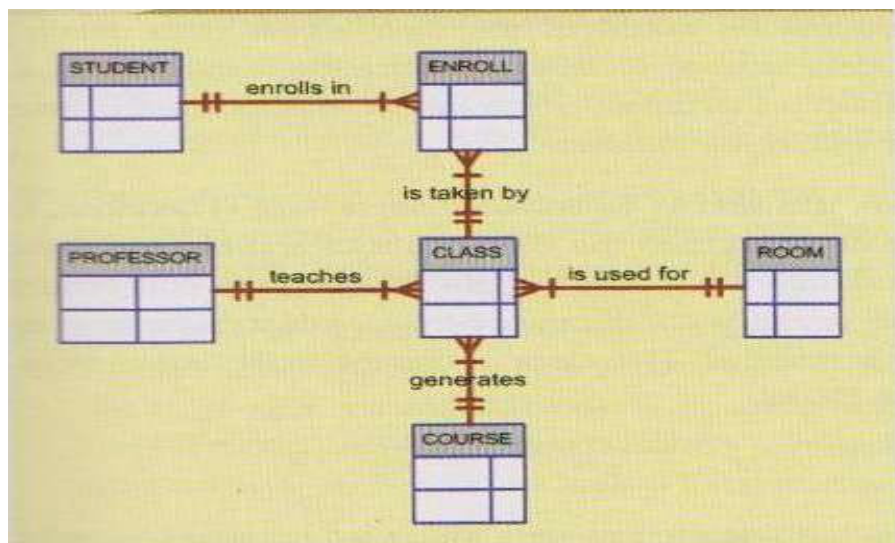 STUDENT
enrolls in
ENROLL
is taken by
PROFESSOR
teaches
CLASS
is used for
ROOM
generates
COURSE